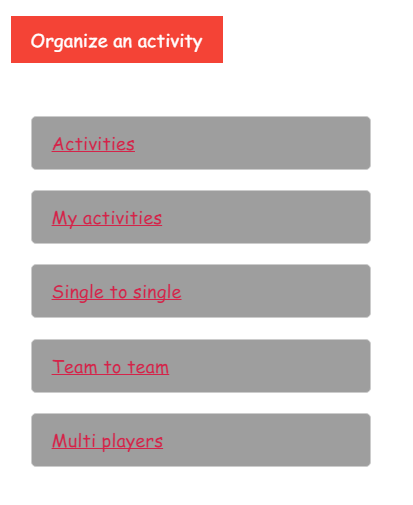 Organize an activity
Activities
My activities
Single to single
Team to team
Multi players